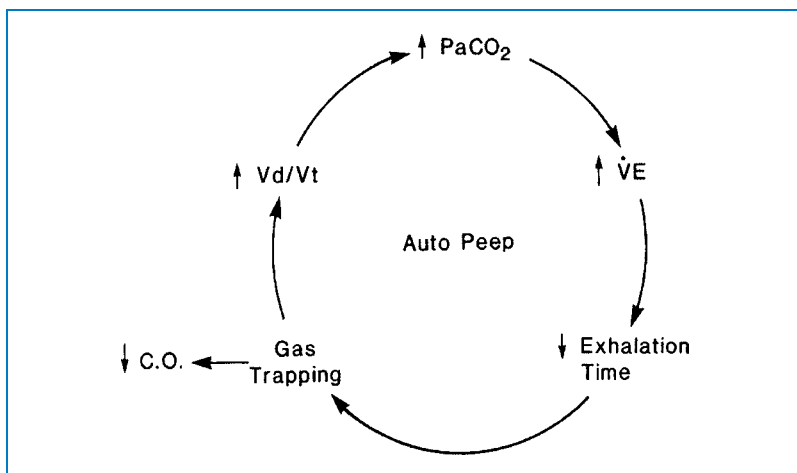 ↑ PaCO₂
↑ V̇E
↓ Exhalation
Time
Gas
Trapping
↓ C.O.
↑ Vd/Vt
Auto Peep